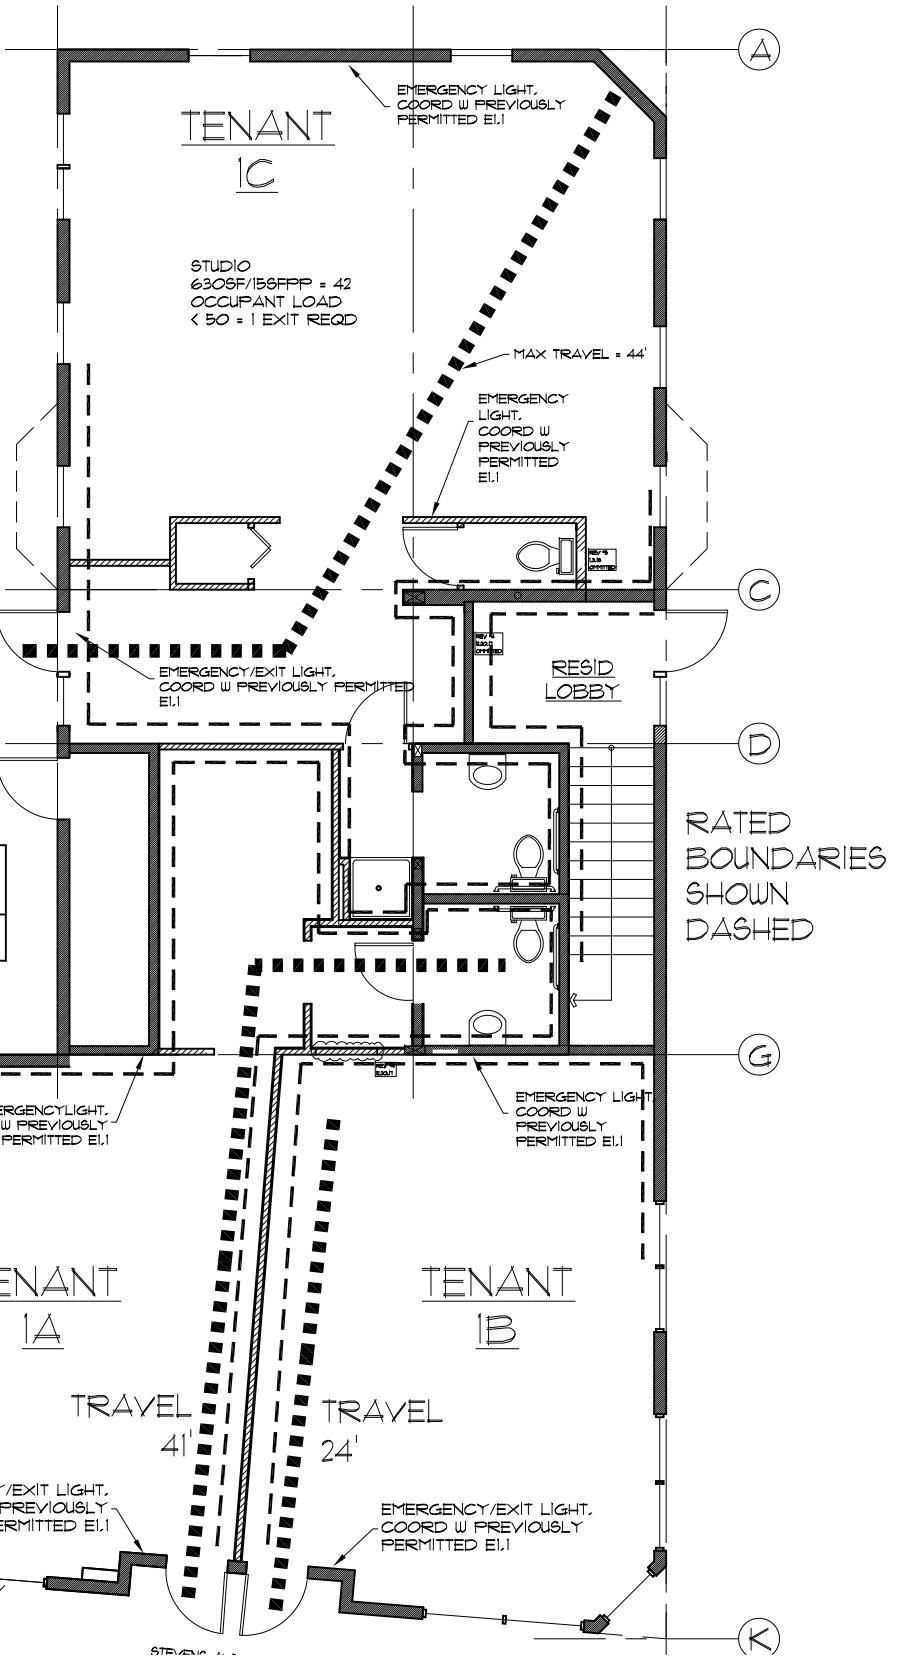 A
EMERGENCY LIGHT,
COORD W PREVIOUSLY
PERMITTED E1.1
TENANT
1C
STUDIO
630SF/15SFPP = 42
OCCUPANT LOAD
< 50 = 1 EXIT REQD
MAX TRAVEL = 44'
EMERGENCY
LIGHT,
COORD W
PREVIOUSLY
PERMITTED
E1.1
C
EMERGENCY/EXIT LIGHT,
COORD W PREVIOUSLY PERMITTED
E1.1
RESID
LOBBY
D
RATED
BOUNDARIES
SHOWN
DASHED
G
ERGENCYLIGHT,
W PREVIOUSLY
PERMITTED E1.1
EMERGENCY LIGHT,
COORD W
PREVIOUSLY
PERMITTED E1.1
ENANT
1A
TENANT
1B
TRAVEL
41'
TRAVEL
24'
Y/EXIT LIGHT,
PREVIOUSLY
ERMITTED E1.1
EMERGENCY/EXIT LIGHT,
COORD W PREVIOUSLY
PERMITTED E1.1
K